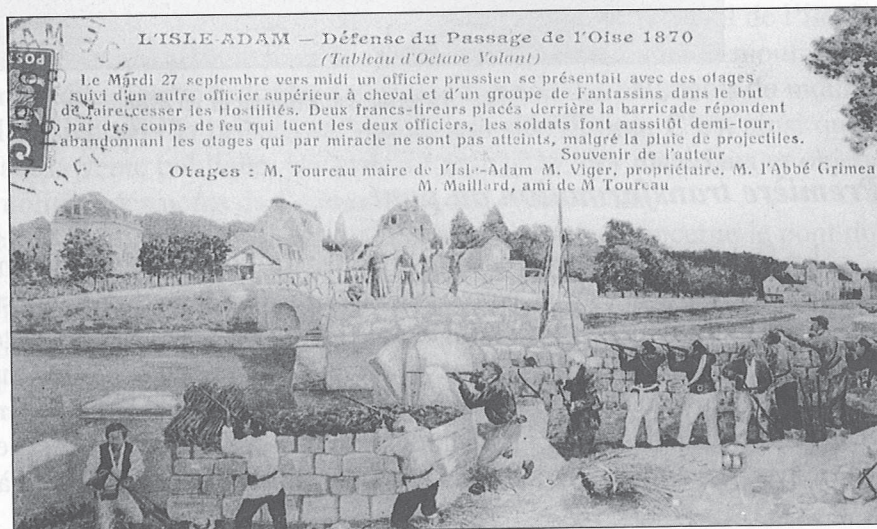 L'ISLE-ADAM — Défense du Passage de l'Oise 1870
(Tableau d'Octave Volant)
Le Mardi 27 septembre vers midi un officier prussien se présentait avec des otages
suivi d'un autre officier supérieur à cheval et d'un groupe de Fantassins dans le but
de faire cesser les Hostilités. Deux francs-tireurs placés derrière la barricade répondent
par des coups de feu qui tuent les deux officiers, les soldats font aussitôt demi-tour,
abandonnant les otages qui par miracle ne sont pas atteints, malgré la pluie de projectiles.
Souvenir de l'auteur
Otages : M. Toureau maire de l'Isle-Adam M. Viger, propriétaire. M. l'Abbé Grimea
M. Maillard, ami de M Toureau